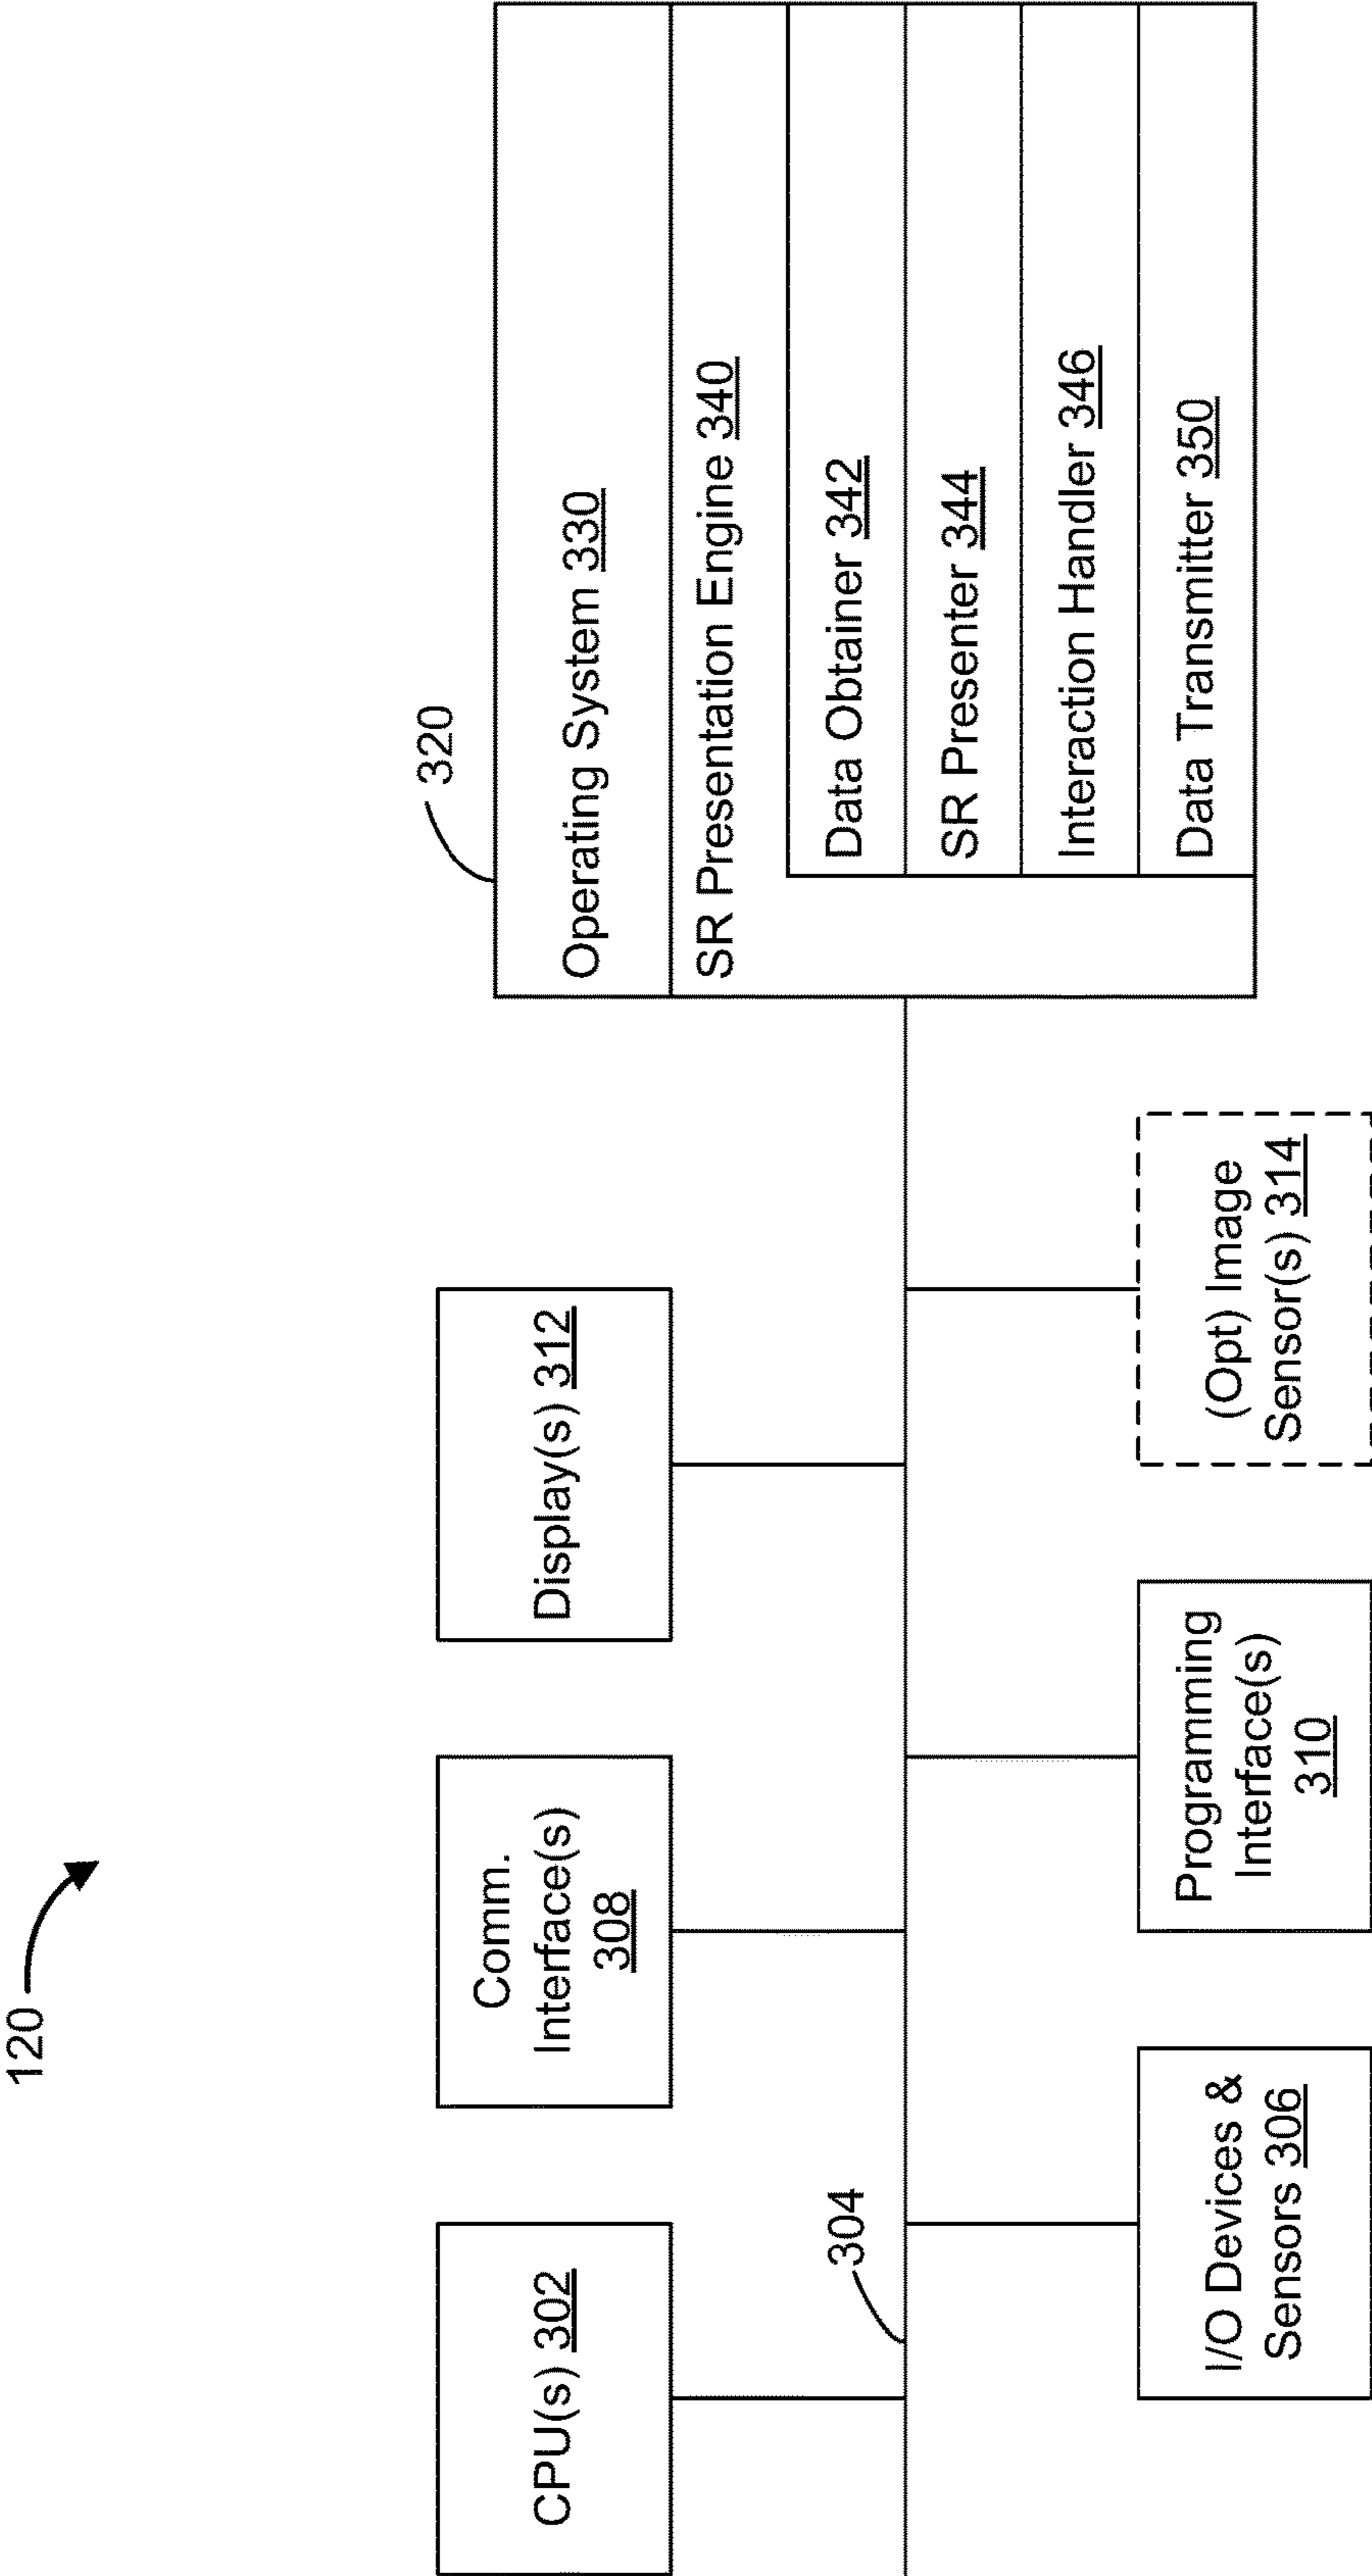 120
CPU(s) 302
Comm.
Interface(s)
308
Display(s) 312
304
I/O Devices &
Sensors 306
Programming
Interface(s)
310
(Opt) Image
Sensor(s) 314
320
Operating System 330
SR Presentation Engine 340
Data Obtainer 342
SR Presenter 344
Interaction Handler 346
Data Transmitter 350